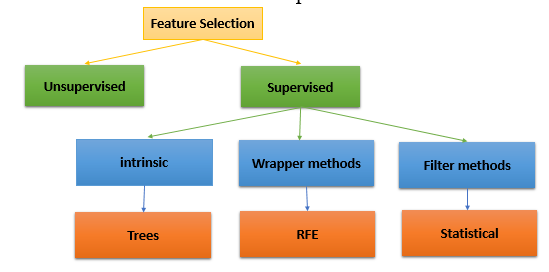 Feature Selection
Unsupervised
Supervised
intrinsic
Wrapper methods
Filter methods
Trees
RFE
Statistical